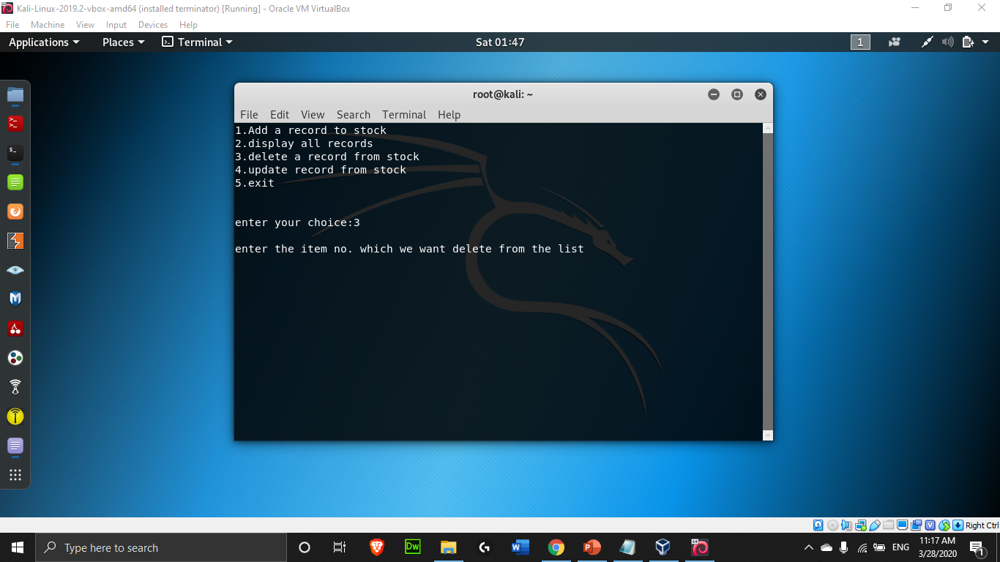 Kali-Linux-2019.2-vbox-amd64 (installed terminator) [Running] - Oracle VM VirtualBox
File Machine View Input Devices Help
Applications Places Terminal Sat 01:47 1
root@kali: ~
File Edit View Search Terminal Help
1.Add a record to stock
2.display all records
3.delete a record from stock
4.update record from stock
5.exit
enter your choice:3
enter the item no. which we want delete from the list
Right Ctrl
Type here to search Dw ENG 11:17 AM
3/28/2020 1